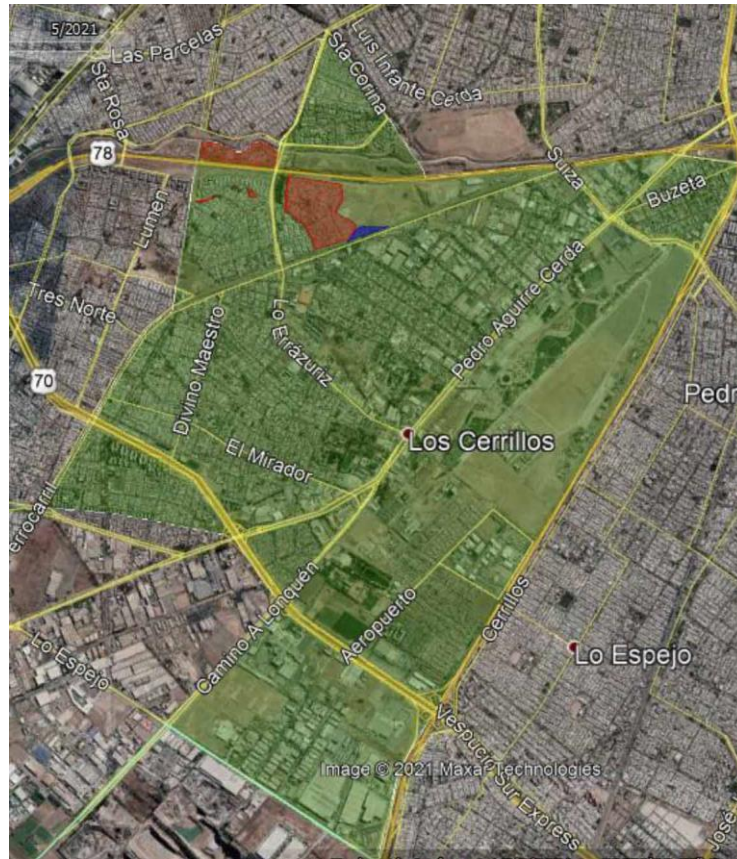 5/2021
Las Parcelas
Sta Rosa
Sta Corina
Luis Infante Cerda
78
Suiza
Buzeta
Lumen
Tres Norte
Lo Errázuriz
Pedro Aguirre Cerda
Divino Maestro
70
Pedr
Los Cerrillos
El Mirador
errocarril
Camino A Lonquén
Aeropuerto
Cerrillos
Lo Espejo
Lo Espejo
Vespucio Sur Express
Image © 2021 Maxar Technologies
José